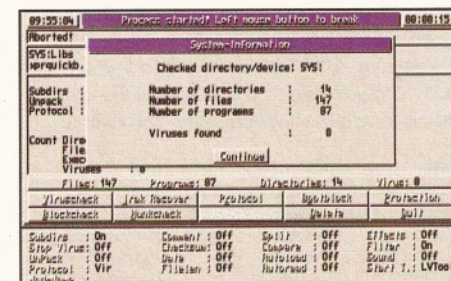 09:55:04 Process started! Left mouse button to break 00:00:15
Aborted!
SYS:Libs
xprquickb.
System-Information
Checked directory/device: SYS:
Number of directories : 14
Number of files : 147
Number of programs : 87
Viruses found : 0
Continue
Subdirs :
Unpack :
Protocol :
Count Dire
File
Exec
Viruses : 0
Files: 147 Programs: 87 Directories: 14 Virus: 0
Viruscheck Trak Recover Protocol Bootblock Protection
Blockcheck Hunkcheck Delete Quit
Subdirs : On Comment : Off Split : Off Effects : Off
Stop Virus: Off Checksum: Off Compare : Off Filter : On
UnPack : Off Date : Off Autoload : Off Sound : Off
Protocol : Vir Filelen : Off Autoread : Off Start T.: LVToo